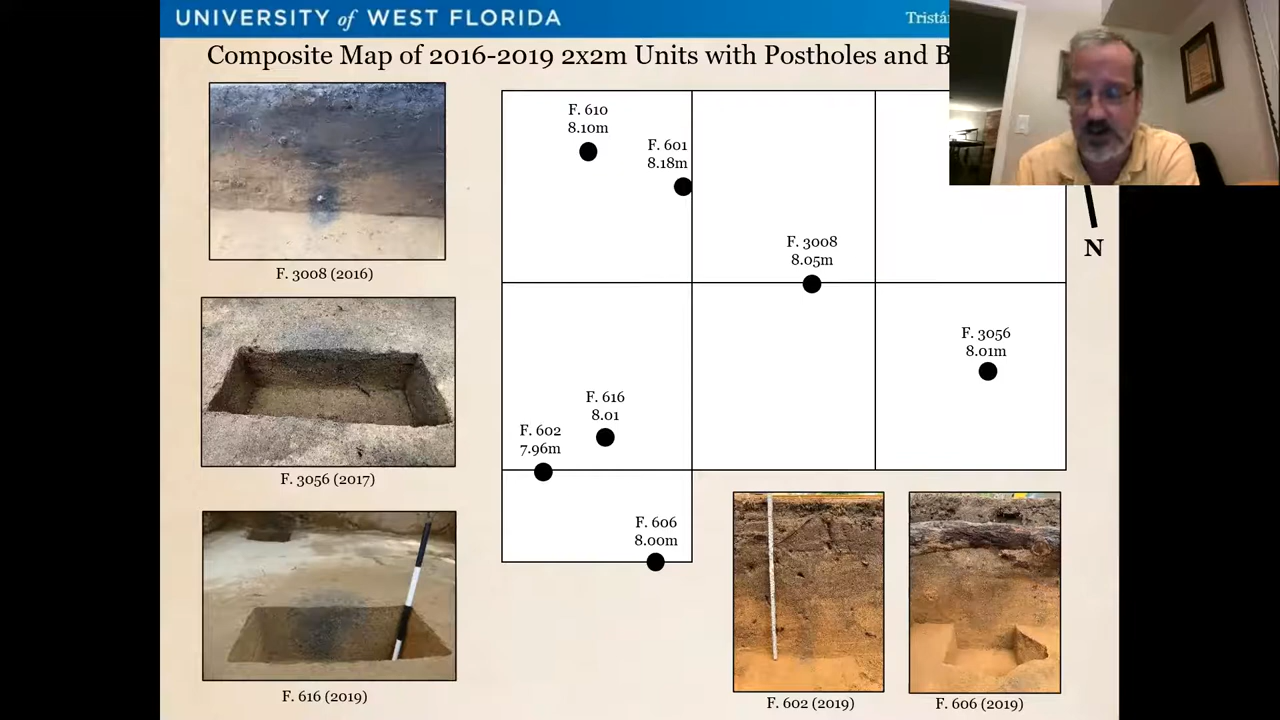 UNIVERSITY of WEST FLORIDA
Tristá
Composite Map of 2016-2019 2x2m Units with Postholes and B
F. 610
8.10m
F. 601
8.18m
F. 3008
8.05m
N
F. 3008 (2016)
F. 3056
8.01m
F. 616
8.01
F. 602
7.96m
F. 3056 (2017)
F. 606
8.00m
F. 616 (2019)
F. 602 (2019)
F. 606 (2019)